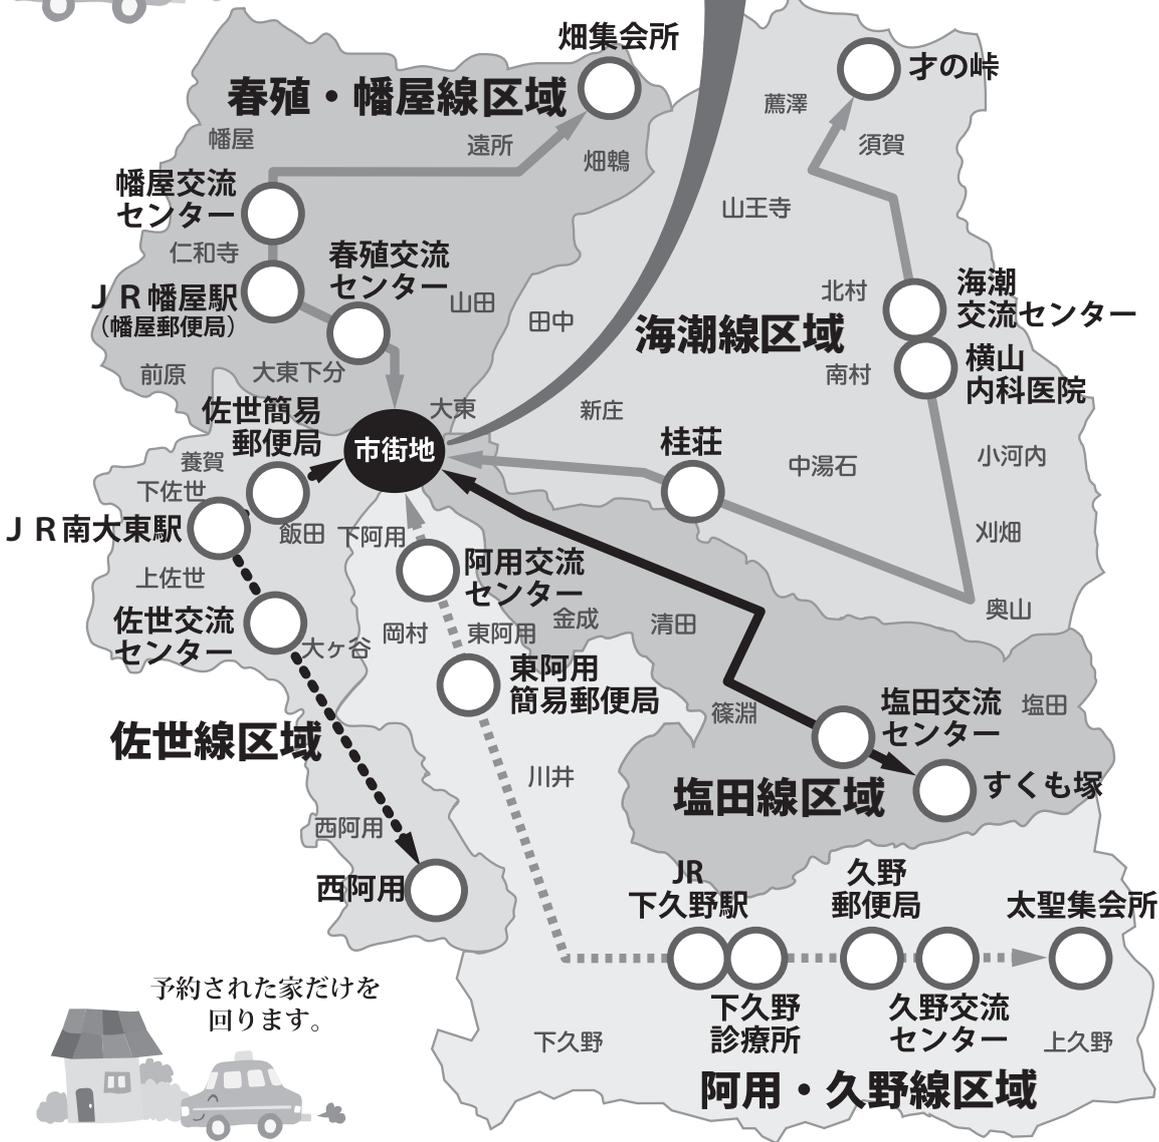 畑集会所
才の峠
春殖・幡屋線区域
薦澤
幡屋
遠所
須賀
畑鵯
幡屋交流
センター
山王寺
仁和寺
春殖交流
センター
ＪＲ幡屋駅
（幡屋郵便局）
山田
田中
北村
海潮
交流センター
海潮線区域
横山
内科医院
前原
大東下分
南村
佐世簡易
郵便局
大東
新庄
市街地
桂荘
養賀
中湯石
小河内
下佐世
ＪＲ南大東駅
飯田
下阿用
刈畑
阿用交流
センター
上佐世
奥山
佐世交流
センター
大ヶ谷
岡村
東阿用
金成
清田
東阿用
簡易郵便局
塩田交流
センター
塩田
篠淵
佐世線区域
川井
塩田線区域
すくも塚
西阿用
西阿用
JR
下久野駅
久野
郵便局
太聖集会所
予約された家だけを
回ります。
下久野
下久野
診療所
久野交流
センター
上久野
阿用・久野線区域